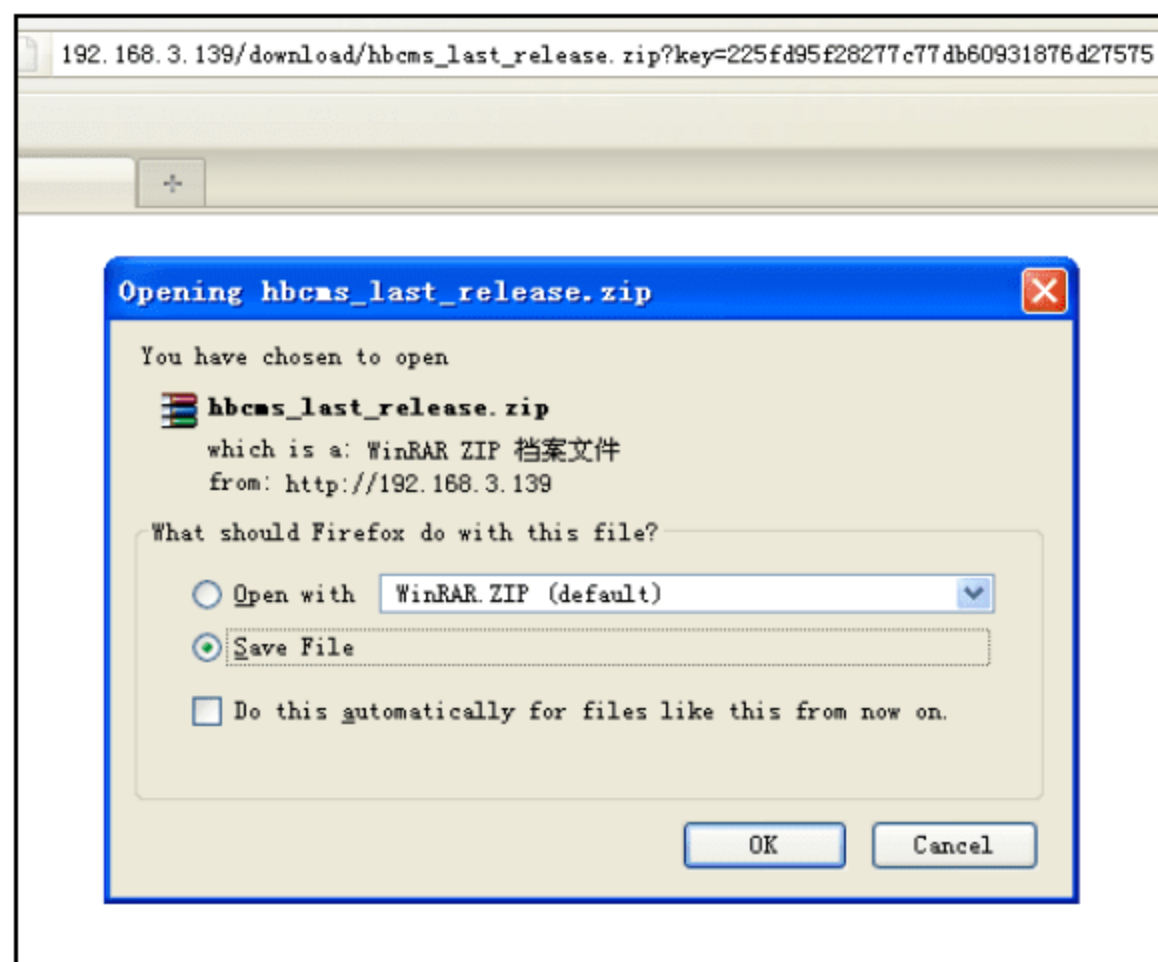 192.168.3.139/download/hbcms_last_release.zip?key=225fd95f28277c77db60931876d27575
Opening hbcms_last_release.zip
You have chosen to open
hbcms_last_release.zip
which is a: WinRAR ZIP 档案文件
from: http://192.168.3.139
What should Firefox do with this file?
Open with WinRAR.ZIP (default)
Save File
Do this automatically for files like this from now on.
OK Cancel